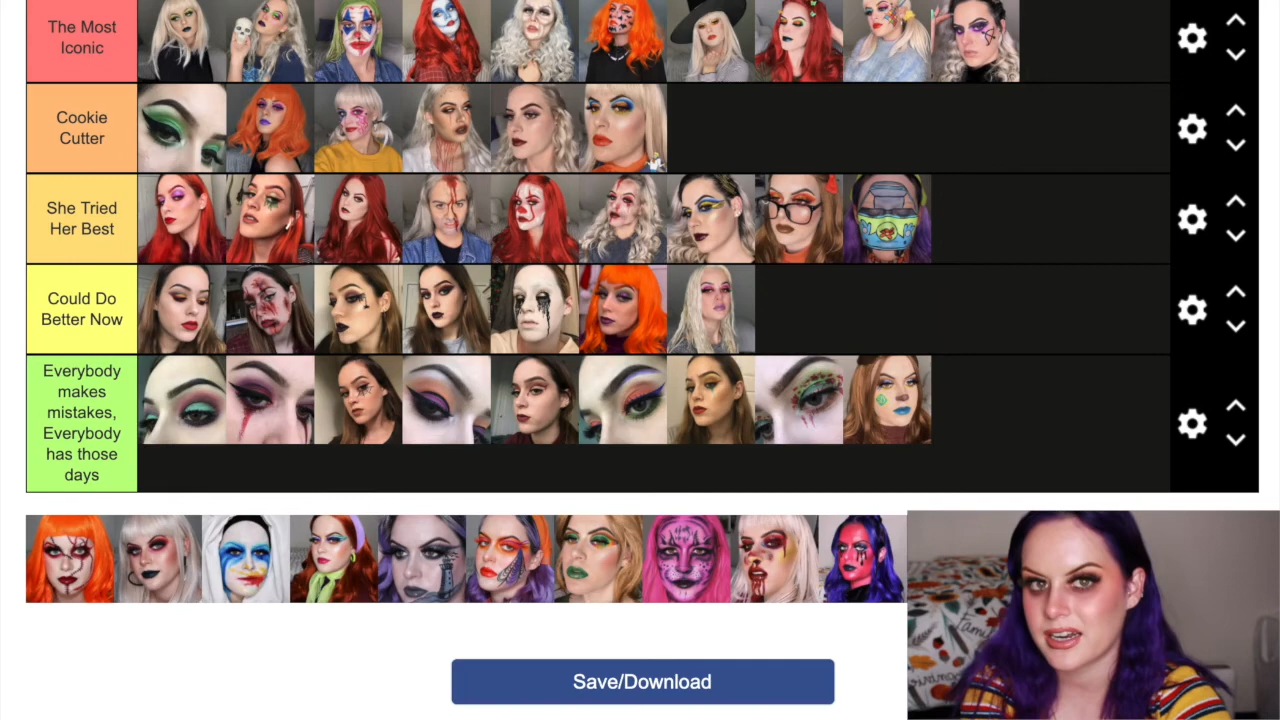 The Most
Iconic
Cookie
Cutter
She Tried
Her Best
Could Do
Better Now
Everybody
makes
mistakes,
Everybody
has those
days
Save/Download